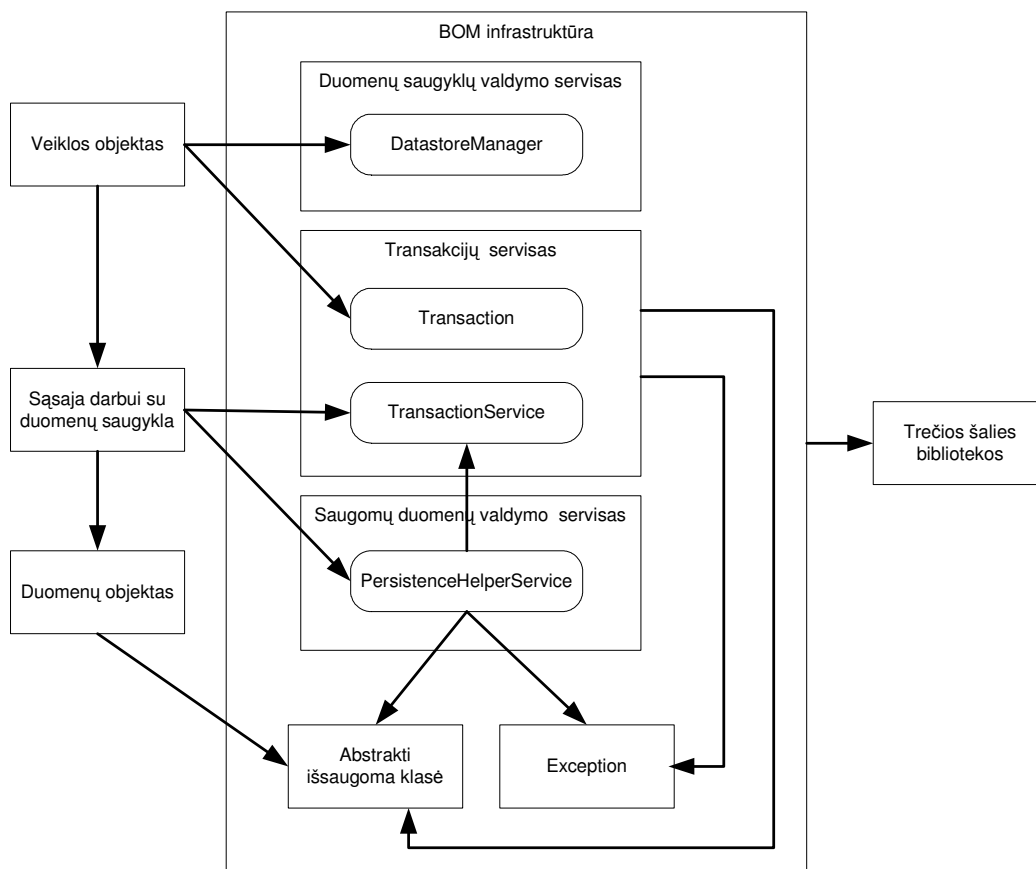 BOM infrastruktūra
Duomenų saugyklų valdymo servisas
Veiklos objektas
DatastoreManager
Transakcijų servisas
Transaction
Sąsaja darbui su
duomenų saugykla
TransactionService
Trečios šalies
bibliotekos
Saugomų duomenų valdymo servisas
Duomenų objektas
PersistenceHelperService
Abstrakti
išsaugoma klasė
Exception